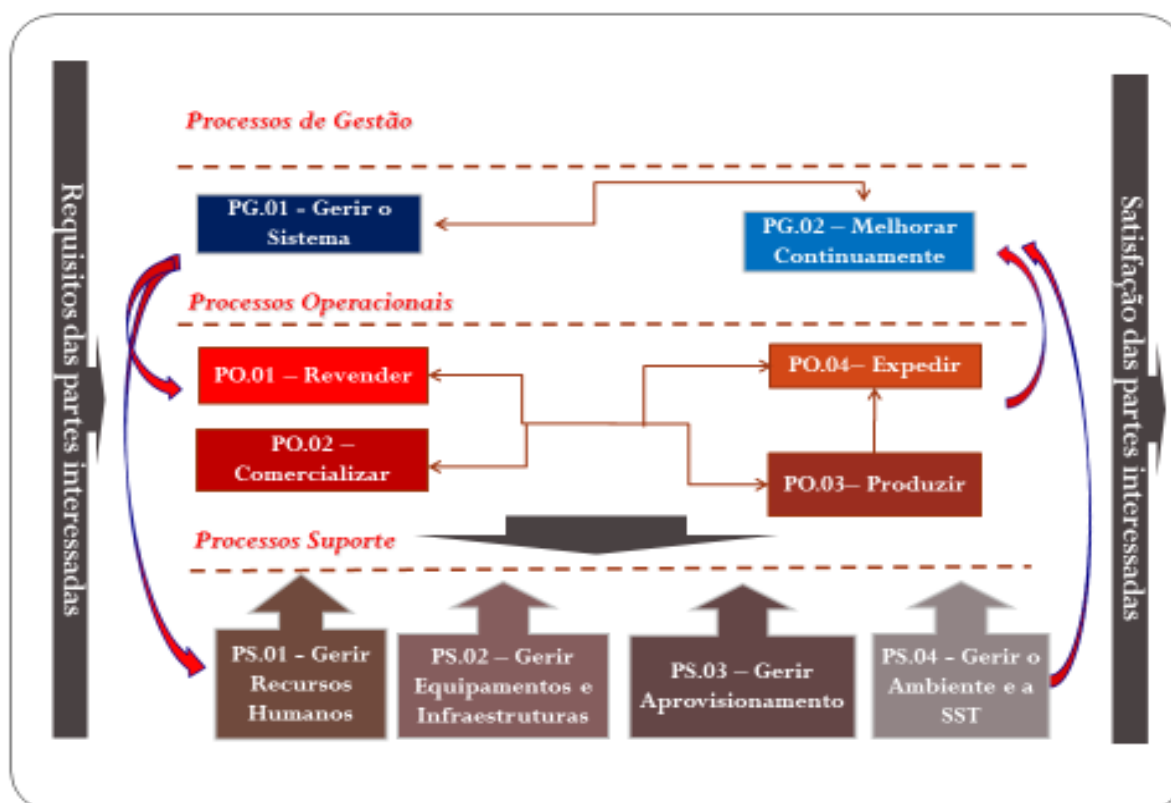 Requisitos das partes interessadas
Processos de Gestão
PG.01 - Gerir o
Sistema
PG.02 – Melhorar
Continuamente
Processos Operacionais
PO.01 – Revender
PO.04– Expedir
PO.02 –
Comercializar
PO.03– Produzir
Processos Suporte
PS.01 - Gerir
Recursos
Humanos
PS.02 – Gerir
Equipamentos e
Infraestruturas
PS.03 – Gerir
Aprovisionamento
PS.04 - Gerir o
Ambiente e a
SST
Satisfação das partes interessadas